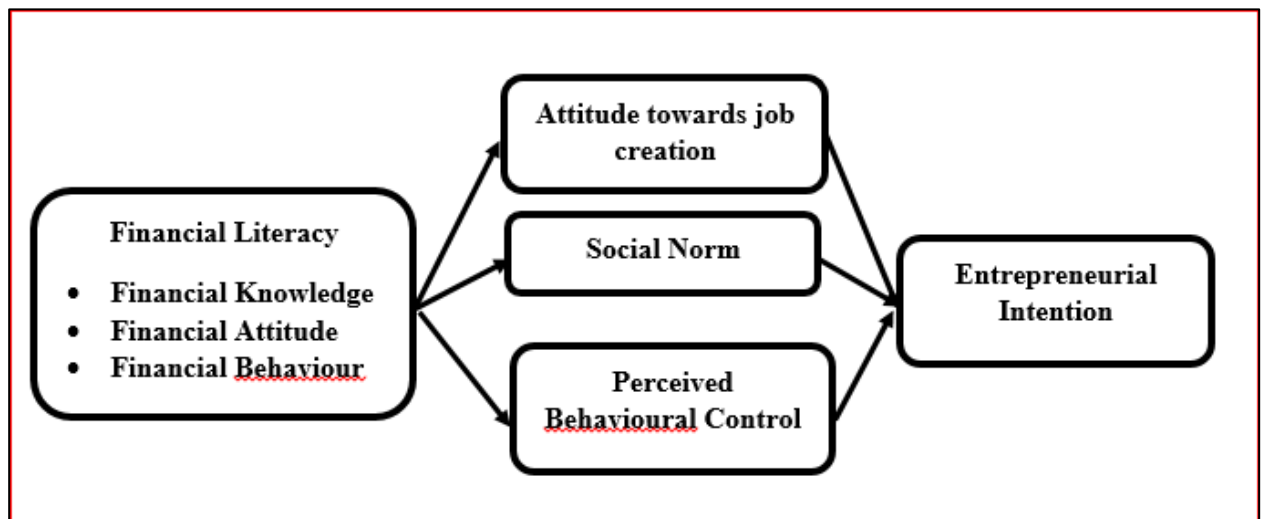 Attitude towards job
creation
Financial Literacy
• Financial Knowledge
• Financial Attitude
• Financial Behaviour
Social Norm
Perceived
Behavioural Control
Entrepreneurial
Intention